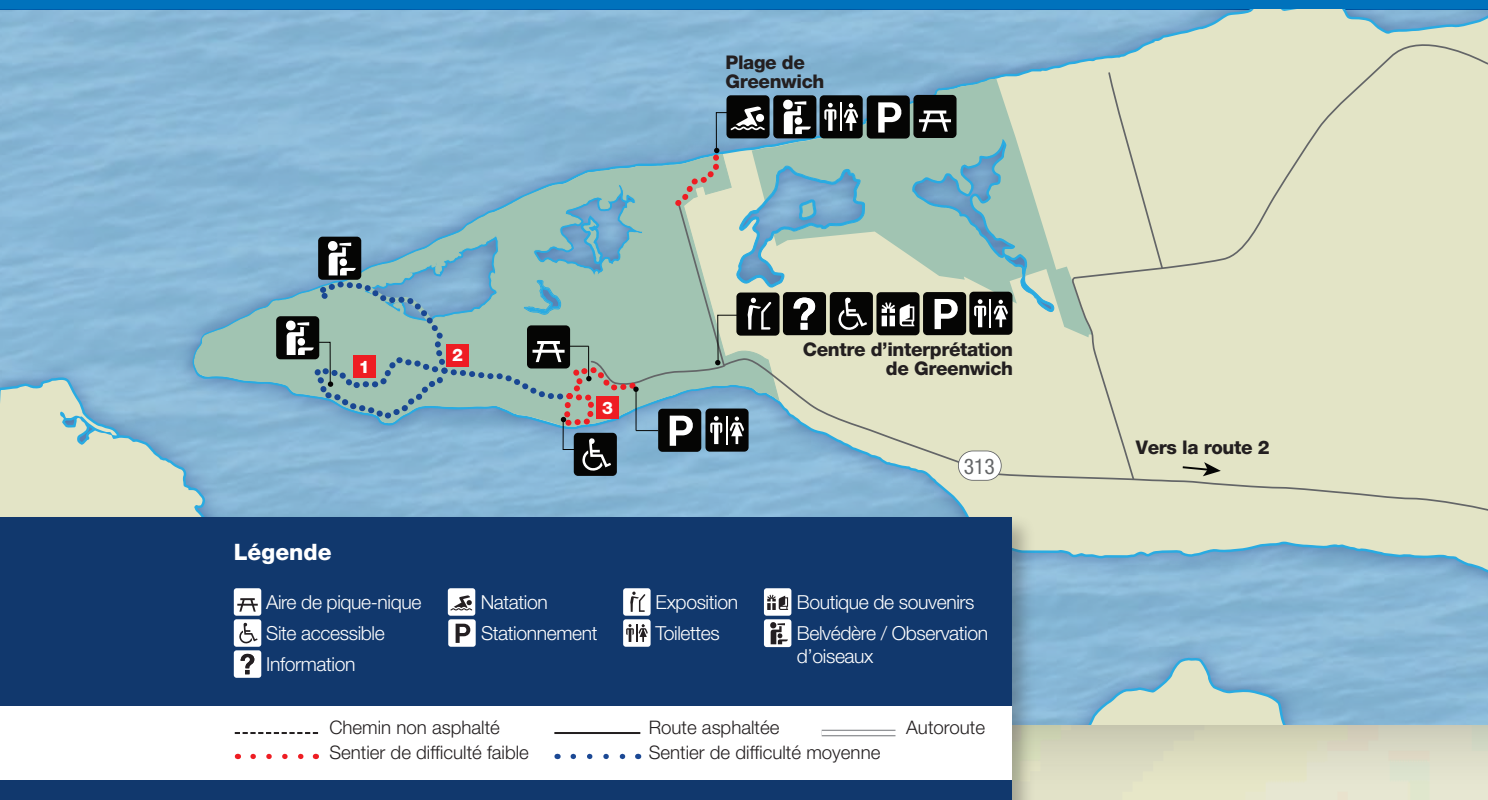 Plage de
Greenwich
P
?
P
Centre d’interprétation
de Greenwich
1
2
3
P
313
Vers la route 2
Légende
Aire de pique-nique
Natation
Exposition
Boutique de souvenirs
Site accessible
P Stationnement
Toilettes
Belvédère / Observation
d’oiseaux
? Information
Chemin non asphalté
Route asphaltée
Autoroute
Sentier de difficulté faible
Sentier de difficulté moyenne